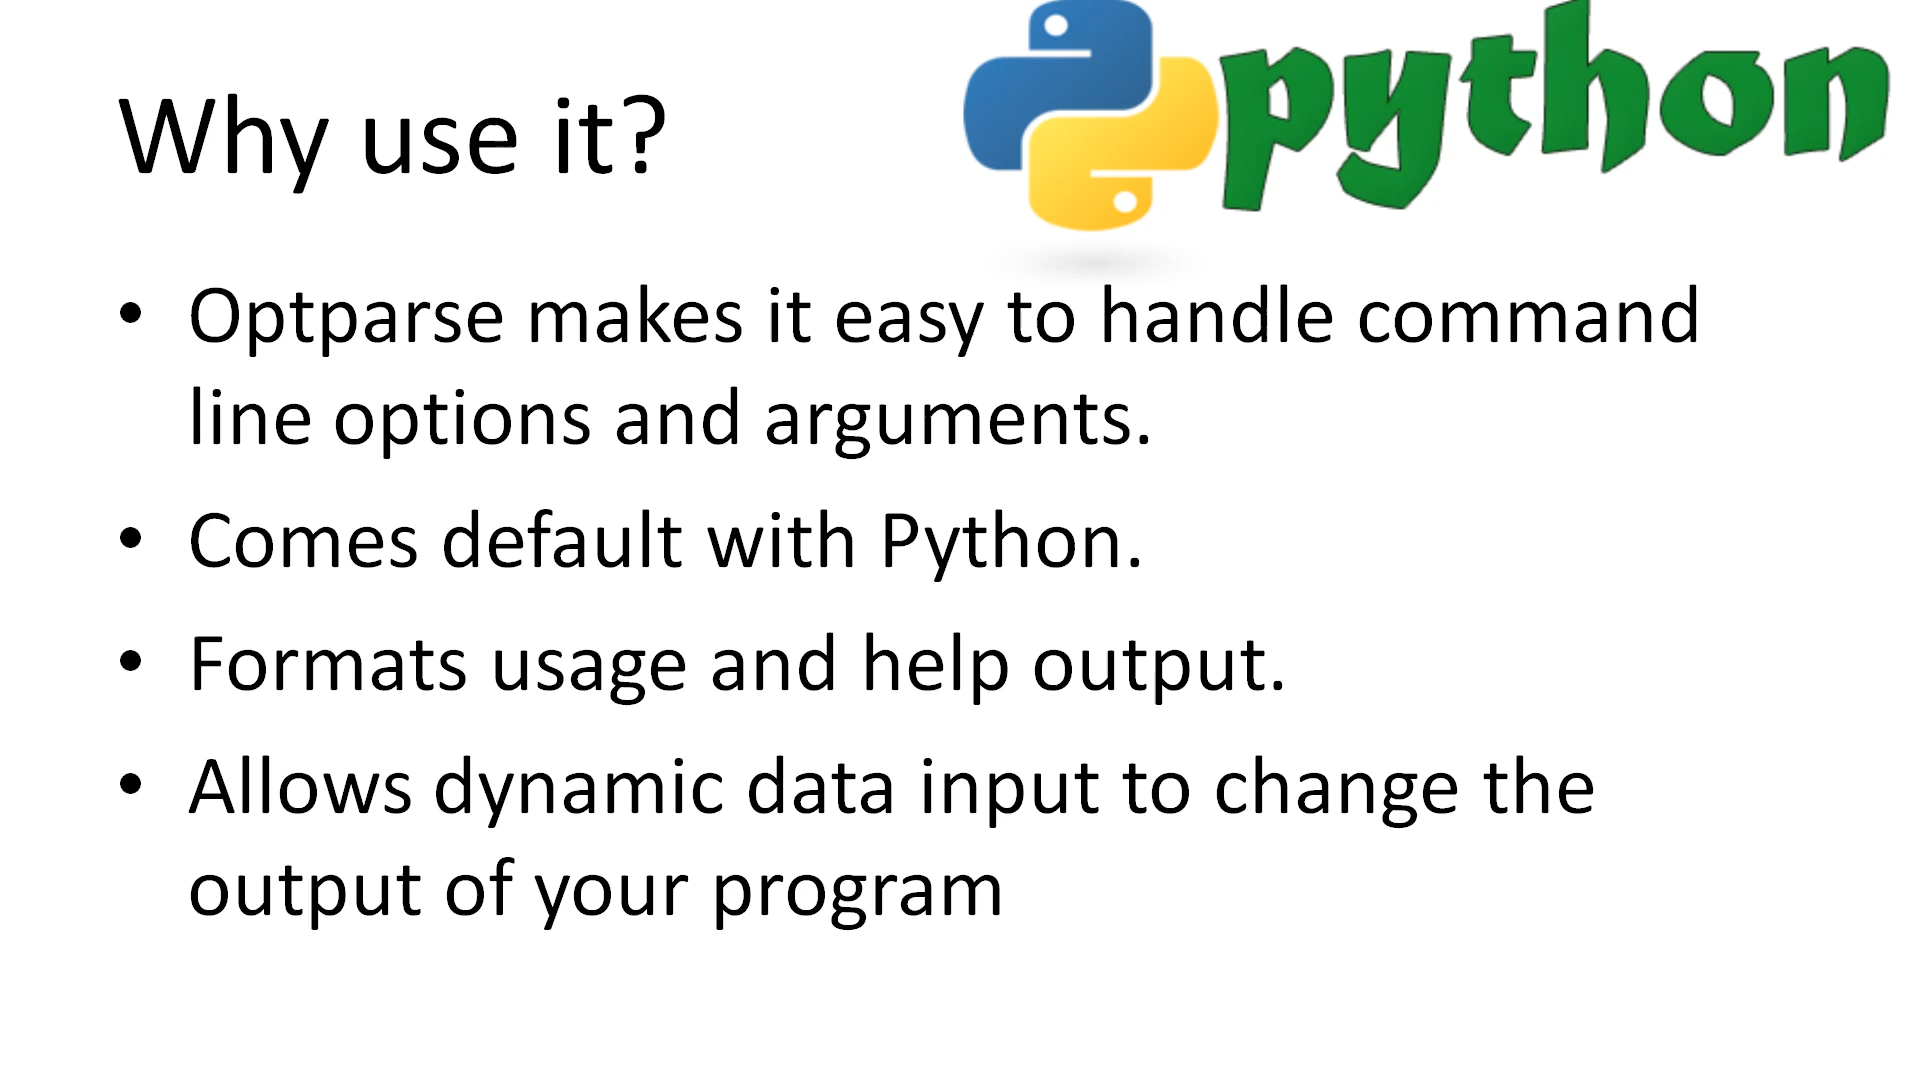 python
Why use it?
• Optparse makes it easy to handle command
line options and arguments.
• Comes default with Python.
• Formats usage and help output.
• Allows dynamic data input to change the
output of your program